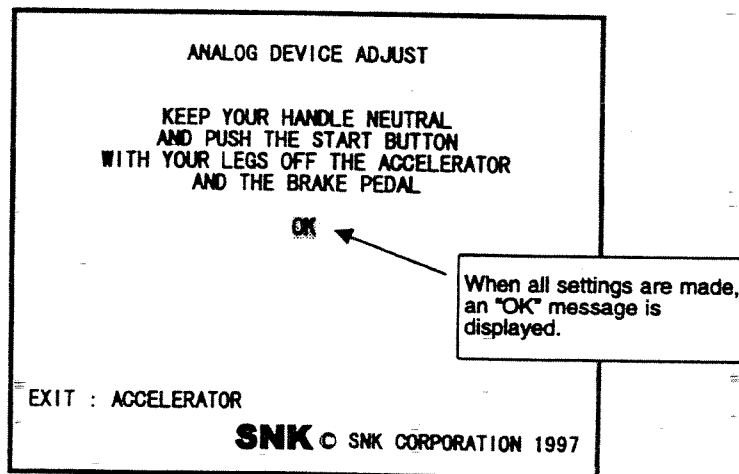 ANALOG DEVICE ADJUST
KEEP YOUR HANDLE NEUTRAL
AND PUSH THE START BUTTON
WITH YOUR LEGS OFF THE ACCELERATOR
AND THE BRAKE PEDAL
OK
When all settings are made,
an "OK" message is
displayed.
EXIT : ACCELERATOR
SNK © SNK CORPORATION 1997